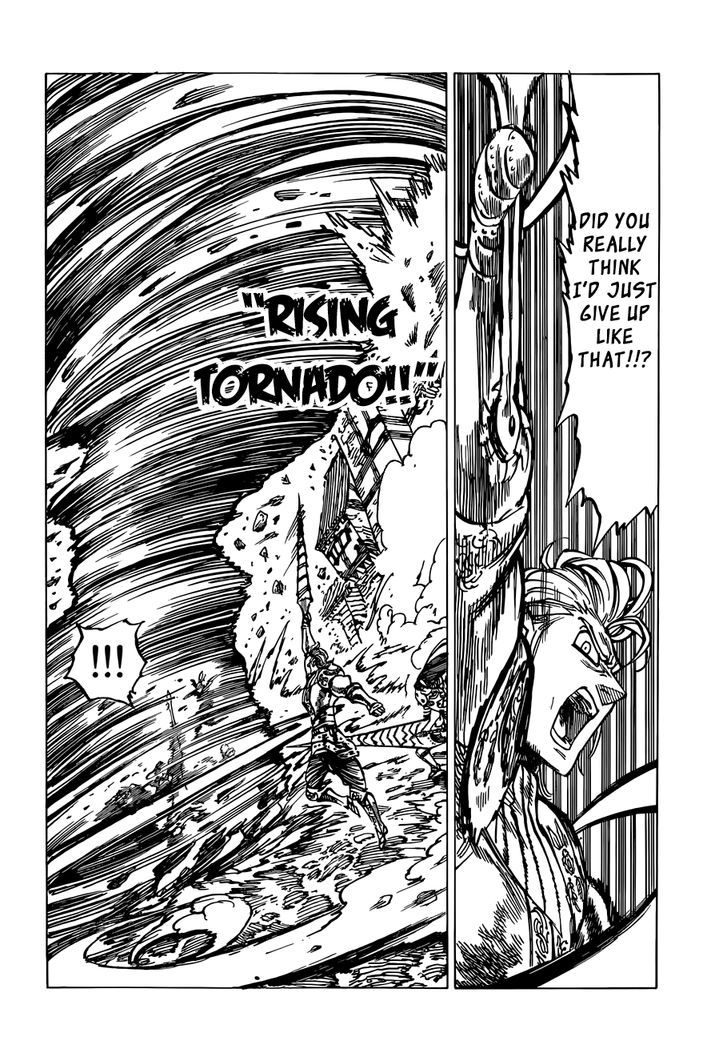 DID YOU
REALLY
THINK
I'D JUST
GIVE UP
LIKE
THAT!!?
"RISING
TORNADO!!"
!!!